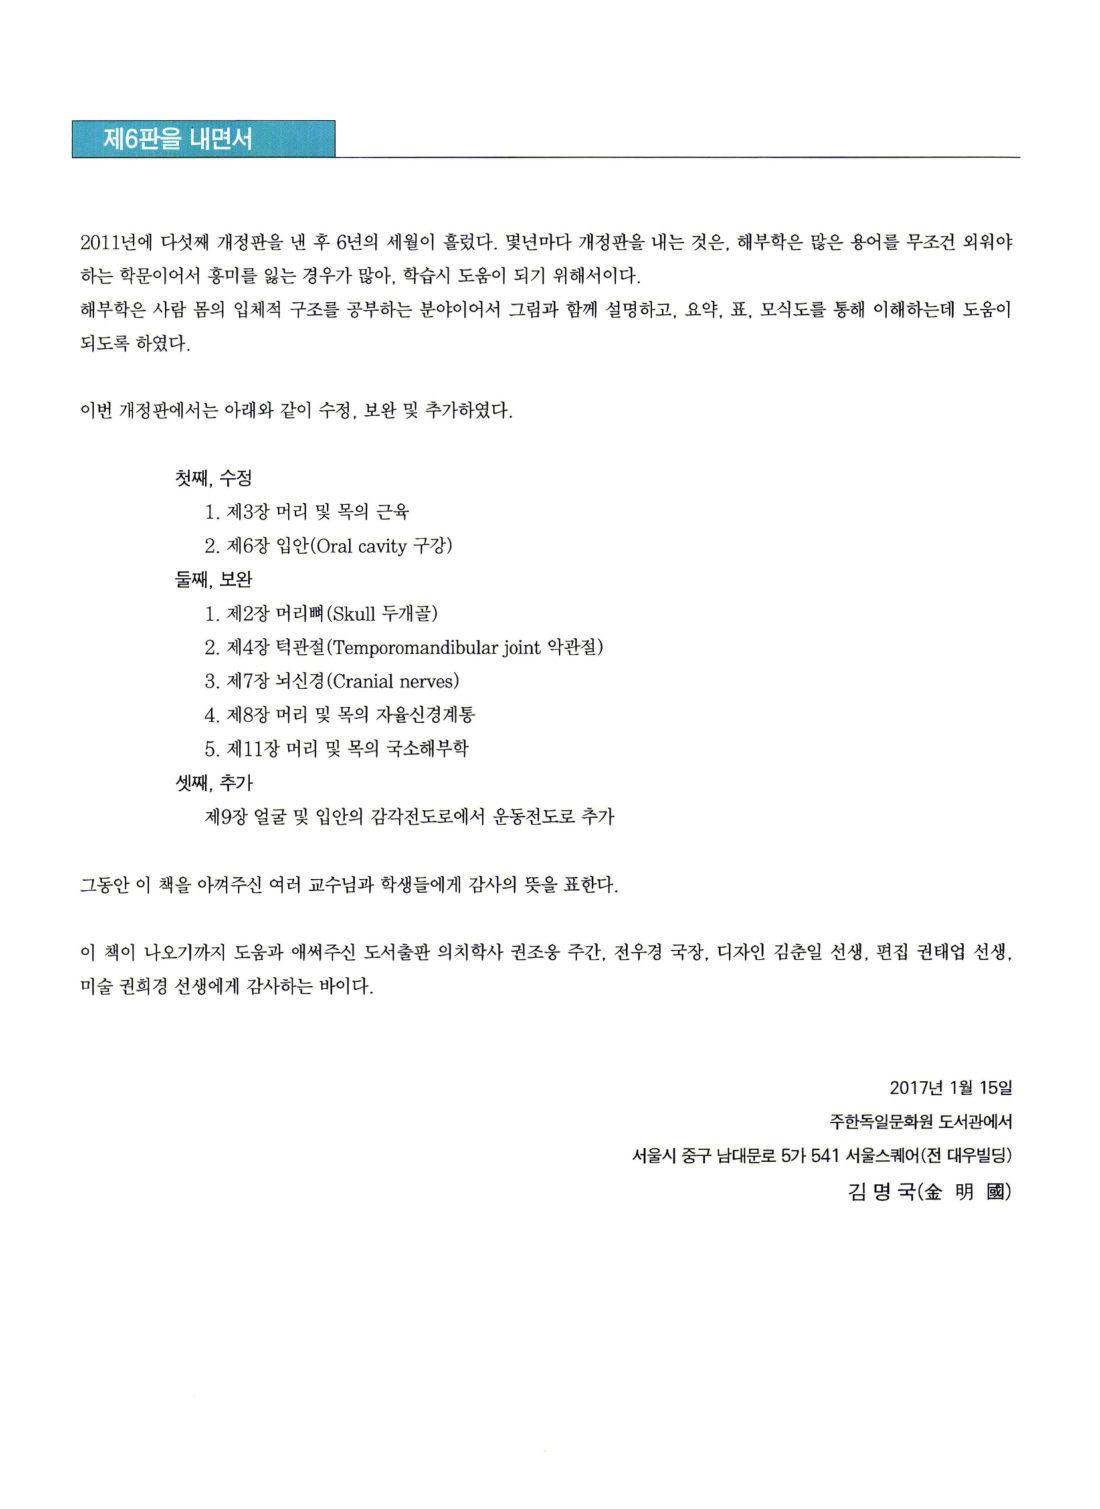 제6판을 내면서
2011년에 다섯째 개정판을 낸 후 6년의 세월이 흘렀다. 몇년마다 개정판을 내는 것은, 해부학은 많은 용어를 무조건 외워야
하는 학문이어서 흥미를 잃는 경우가 많아, 학습시 도움이 되기 위해서이다.
해부학은 사람 몸의 입체적 구조를 공부하는 분야이어서 그림과 함께 설명하고, 요약, 표, 모식도를 통해 이해하는데 도움이
되도록 하였다.
이번 개정판에서는 아래와 같이 수정, 보완 및 추가하였다.
첫째, 수정
1. 제3장 머리 및 목의 근육
2. 제6장 입안(Oral cavity 구강)
둘째, 보완
1. 제2장 머리뼈(Skull 두개골)
2. 제4장 턱관절(Temporomandibular joint 악관절)
3. 제7장 뇌신경(Cranial nerves)
4. 제8장 머리 및 목의 자율신경계통
5. 제11장 머리 및 목의 국소해부학
셋째, 추가
제9장 얼굴 및 입안의 감각전도로에서 운동전도로 추가
그동안 이 책을 아껴주신 여러 교수님과 학생들에게 감사의 뜻을 표한다.
이 책이 나오기까지 도움과 애써주신 도서출판 의치학사 권조웅 주간, 전우경 국장, 디자인 김춘일 선생, 편집 권태업 선생,
미술 권희경 선생에게 감사하는 바이다.
2017년 1월 15일
주한독일문화원 도서관에서
서울시 중구 남대문로 5가 541 서울스퀘어(전 대우빌딩)
김 명 국(金 明 國)